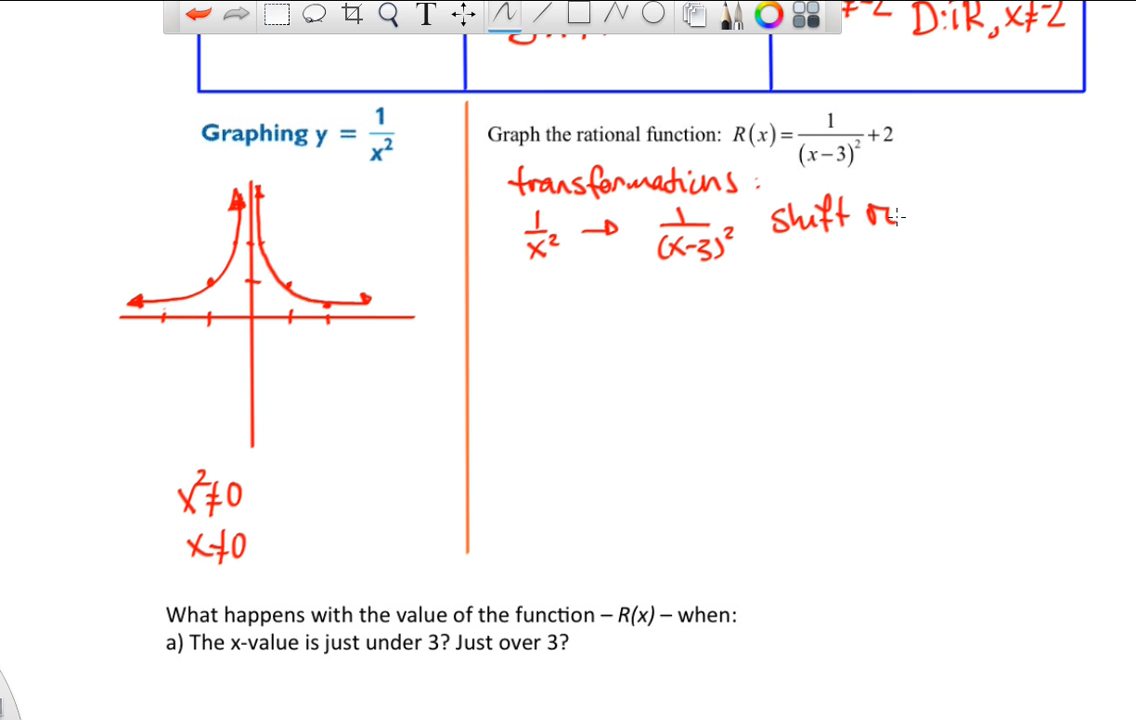 T
≠-2 D:ℝ, x≠-2
Graphing y = 1/x²
Graph the rational function: R(x) = 1/(x−3)² + 2
transformations:
1/x² → 1/(x-3)² shift
x²≠0
x≠0
What happens with the value of the function – R(x) – when:
a) The x-value is just under 3? Just over 3?